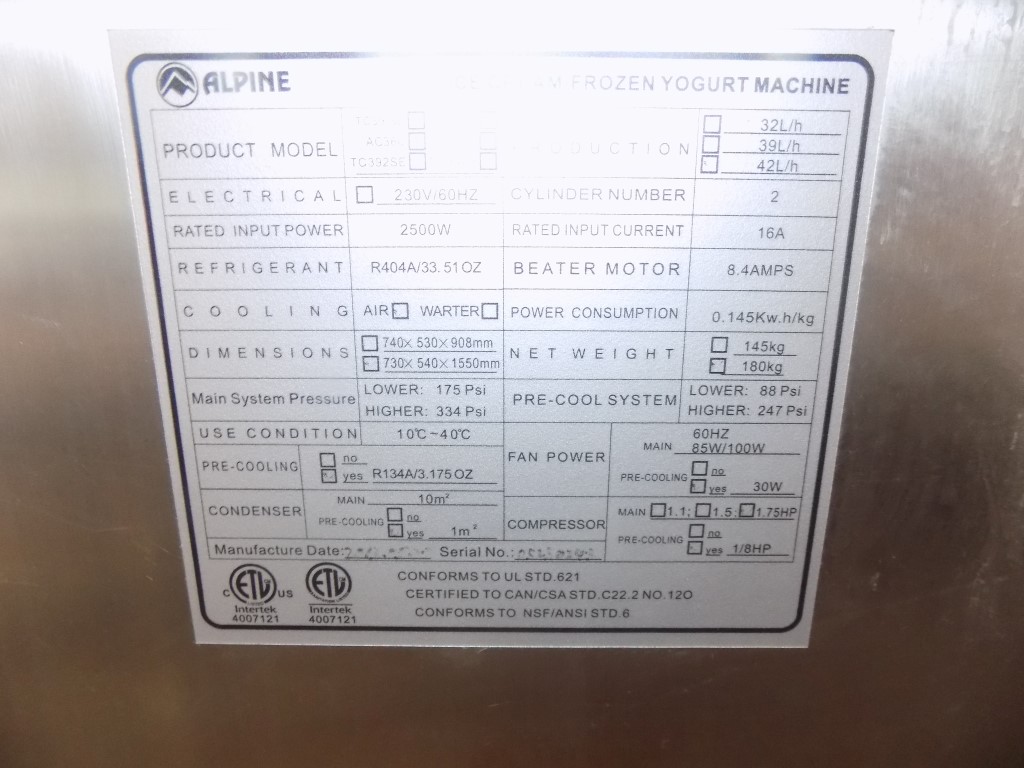 ALPINE FROZEN YOGURT MACHINE
PRODUCT MODEL TC392SE PRODUCTION 32L/h
39L/h
42L/h
ELECTRICAL 230V/60HZ CYLINDER NUMBER 2
RATED INPUT POWER 2500W RATED INPUT CURRENT 16A
REFRIGERANT R404A/33.51OZ BEATER MOTOR 8.4AMPS
COOLING AIR WARTER POWER CONSUMPTION 0.145Kw.h/kg
DIMENSIONS 740×530×908mm NET WEIGHT 145kg
730×540×1550mm 180kg
Main System Pressure LOWER: 175 Psi PRE-COOL SYSTEM LOWER: 88 Psi
HIGHER: 334 Psi HIGHER: 247 Psi
USE CONDITION 10℃~40℃
FAN POWER 60HZ
MAIN 85W/100W
PRE-COOLING no
yes 30W
PRE-COOLING no
yes R134A/3.175OZ
CONDENSER MAIN 10m²
PRE-COOLING no
yes 1m²
COMPRESSOR MAIN 1.1; 1.5; 1.75HP
PRE-COOLING no
yes 1/8HP
Manufacture Date: Serial No.:
C ETL US ETL
Intertek Intertek
4007121 4007121
CONFORMS TO UL STD.621
CERTIFIED TO CAN/CSA STD.C22.2 NO.120
CONFORMS TO NSF/ANSI STD.6